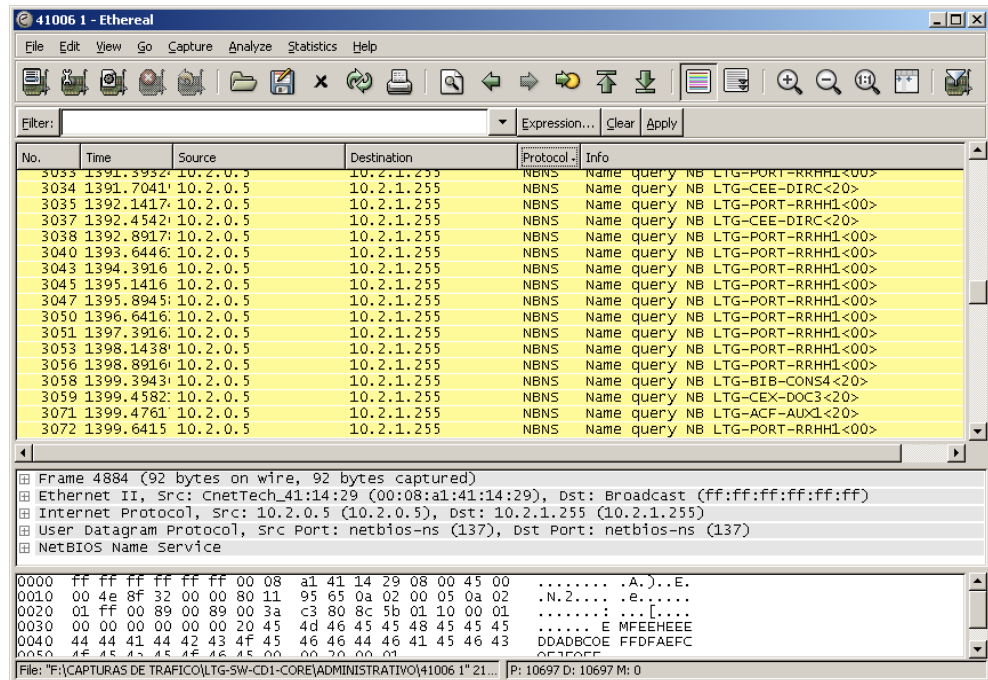 41006 1 - Ethereal
File Edit View Go Capture Analyze Statistics Help
Filter: Expression... Clear Apply
No. Time Source Destination Protocol Info
3033 1391.3932 10.2.0.5 10.2.1.255 NBNS Name query NB LTG-PORT-RRHH1<00>
3034 1391.7041 10.2.0.5 10.2.1.255 NBNS Name query NB LTG-CEE-DIRC<20>
3035 1392.1417 10.2.0.5 10.2.1.255 NBNS Name query NB LTG-PORT-RRHH1<00>
3037 1392.4542 10.2.0.5 10.2.1.255 NBNS Name query NB LTG-CEE-DIRC<20>
3038 1392.8917 10.2.0.5 10.2.1.255 NBNS Name query NB LTG-PORT-RRHH1<00>
3040 1393.6446 10.2.0.5 10.2.1.255 NBNS Name query NB LTG-PORT-RRHH1<00>
3043 1394.3916 10.2.0.5 10.2.1.255 NBNS Name query NB LTG-PORT-RRHH1<00>
3045 1395.1416 10.2.0.5 10.2.1.255 NBNS Name query NB LTG-PORT-RRHH1<00>
3047 1395.8945 10.2.0.5 10.2.1.255 NBNS Name query NB LTG-PORT-RRHH1<00>
3050 1396.6416 10.2.0.5 10.2.1.255 NBNS Name query NB LTG-PORT-RRHH1<00>
3051 1397.3916 10.2.0.5 10.2.1.255 NBNS Name query NB LTG-PORT-RRHH1<00>
3053 1398.1438 10.2.0.5 10.2.1.255 NBNS Name query NB LTG-PORT-RRHH1<00>
3056 1398.8916 10.2.0.5 10.2.1.255 NBNS Name query NB LTG-PORT-RRHH1<00>
3058 1399.3943 10.2.0.5 10.2.1.255 NBNS Name query NB LTG-BIB-CONS4<20>
3059 1399.4582 10.2.0.5 10.2.1.255 NBNS Name query NB LTG-CEX-DOC3<20>
3071 1399.4761 10.2.0.5 10.2.1.255 NBNS Name query NB LTG-ACF-AUX1<20>
3072 1399.6415 10.2.0.5 10.2.1.255 NBNS Name query NB LTG-PORT-RRHH1<00>
Frame 4884 (92 bytes on wire, 92 bytes captured)
Ethernet II, Src: CnetTech_41:14:29 (00:08:a1:41:14:29), Dst: Broadcast (ff:ff:ff:ff:ff:ff)
Internet Protocol, Src: 10.2.0.5 (10.2.0.5), Dst: 10.2.1.255 (10.2.1.255)
User Datagram Protocol, Src Port: netbios-ns (137), Dst Port: netbios-ns (137)
NetBIOS Name Service
0000 ff ff ff ff ff ff 00 08 a1 41 14 29 08 00 45 00 ........ .A.)..E.
0010 00 4e 8f 32 00 00 80 11 95 65 0a 02 00 05 0a 02 .N.2.... .e......
0020 01 ff 00 89 00 89 00 3a c3 80 8c 5b 01 10 00 01 .......: ...[....
0030 00 00 00 00 00 00 20 45 4d 46 45 45 48 45 45 45 ...... E MFEEHEEE
0040 44 44 41 44 42 43 4f 45 46 46 44 46 41 45 46 43 DDADBCOE FFDFAEFC
File: "F:\CAPTURAS DE TRAFICO\LTG-SW-CD1-CORE\ADMINISTRATIVO\41006 1" 21... P: 10697 D: 10697 M: 0